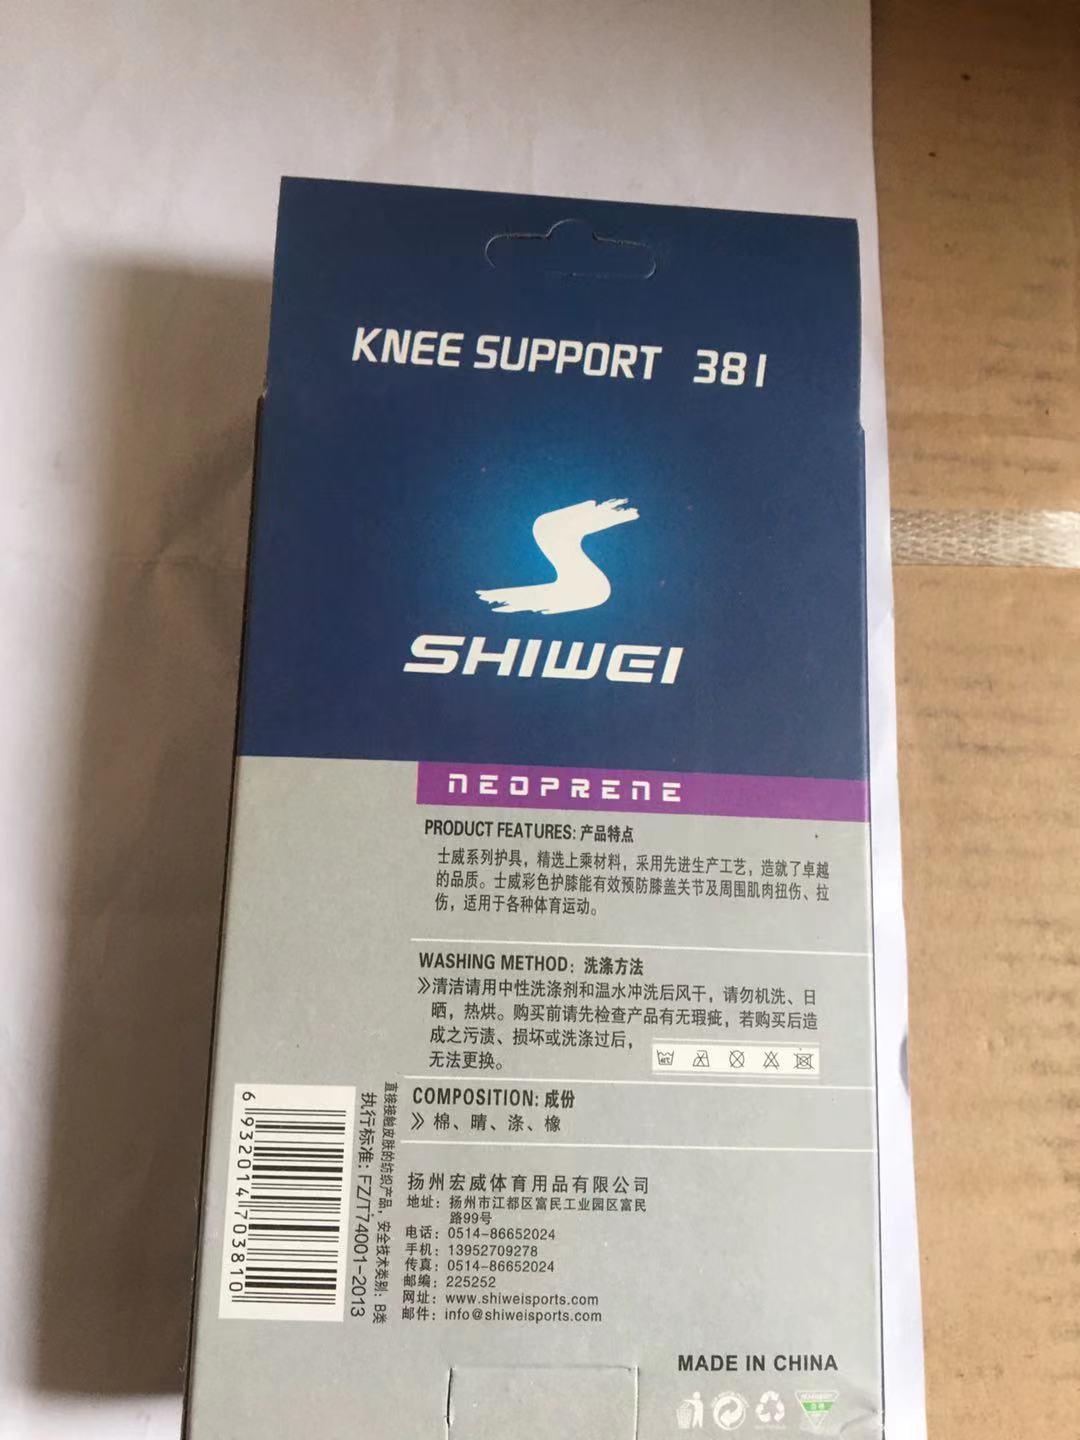 KNEE SUPPORT 381
SHIWEI
NEOPRENE
PRODUCT FEATURES: 产品特点
士威系列护具，精选上乘材料，采用先进生产工艺，造就了卓越
的品质。士威彩色护膝能有效预防膝盖关节及周围肌肉扭伤、拉
伤，适用于各种体育运动。
WASHING METHOD: 洗涤方法
》清洁请用中性洗涤剂和温水冲洗后风干，请勿机洗、日
晒，热烘。购买前请先检查产品有无瑕疵，若购买后造
成之污渍、损坏或洗涤过后，
无法更换。
COMPOSITION: 成份
》棉、晴、涤、橡
扬州宏威体育用品有限公司
地址：扬州市江都区富民工业园区富民
路99号
电话：0514-86652024
手机：13952709278
传真：0514-86652024
邮编：225252
网址：www.shiweisports.com
邮件：info@shiweisports.com
直接接触皮肤的纺织产品，安全技术类别：B类
执行标准：FZ/T74001-2013
6 932014 703810
MADE IN CHINA